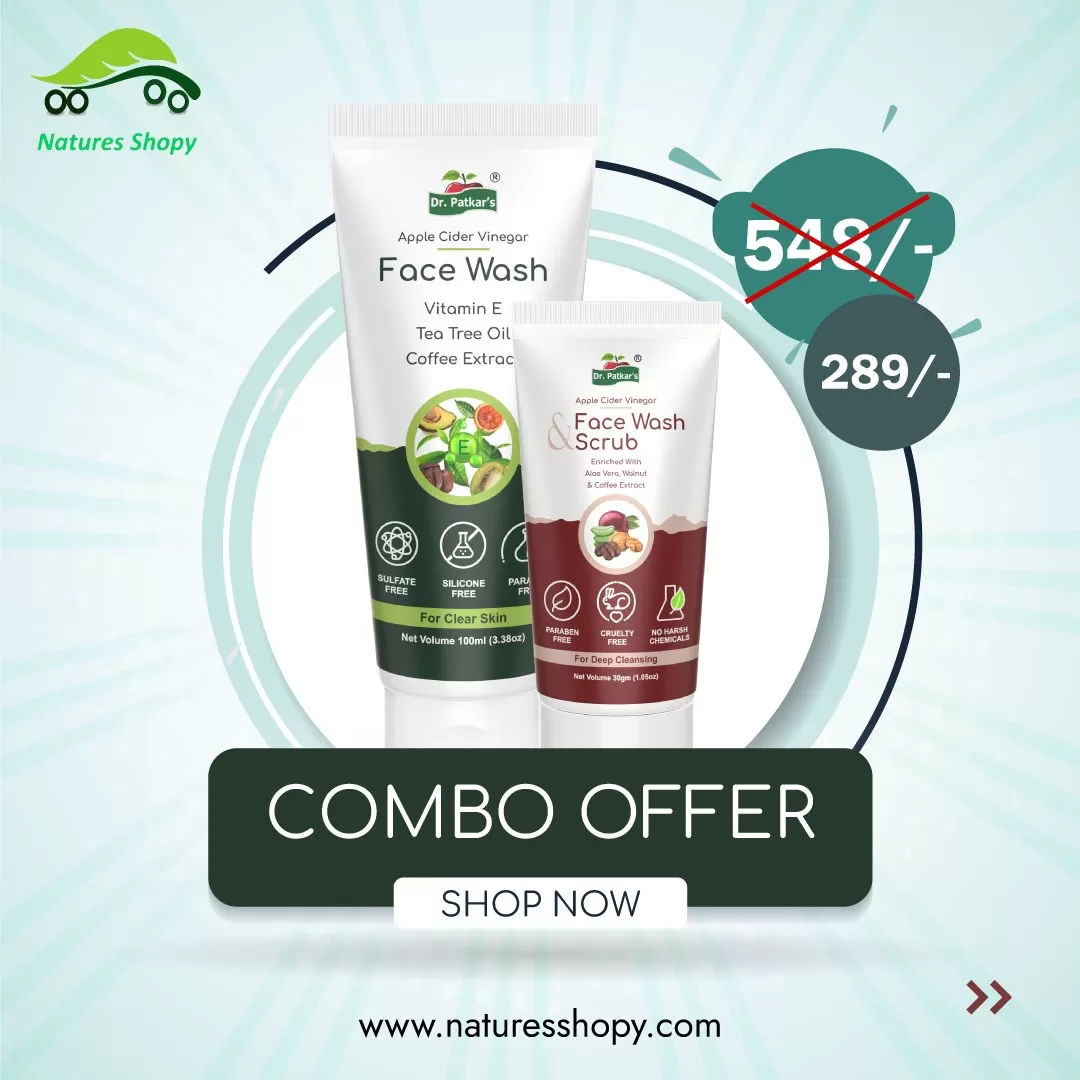 Natures Shopy
Dr. Patkar's ®
Apple Cider Vinegar
Face Wash
Vitamin E
Tea Tree Oil
Coffee
E
SULFATE
FREE
SILICONE
FREE
For Clear Skin
Net Volume 100ml (3.38oz)
Dr. Patkar's ®
Apple Cider Vinegar
Face Wash
& Scrub
Enriched With
Aloe Vera, Walnut
& Coffee Extract
PARABEN
FREE
CRUELTY
FREE
NO HARSH
CHEMICALS
For Deep Cleansing
Net Volume 30gm (1.05oz)
548/-
289/-
COMBO OFFER
SHOP NOW
www.naturesshopy.com